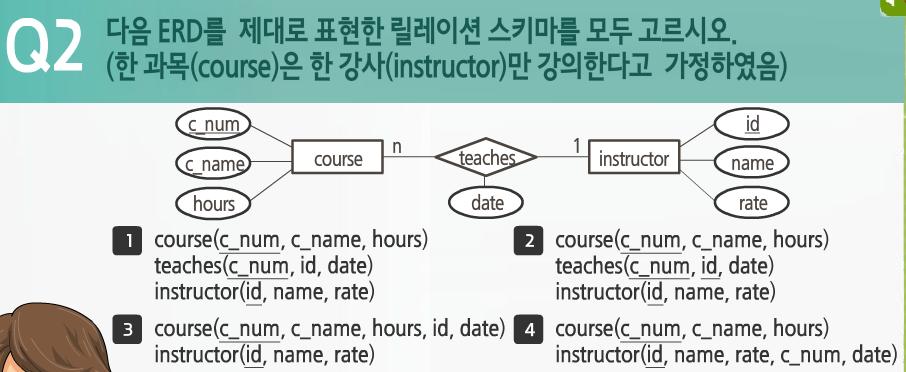 Q2
다음 ERD를 제대로 표현한 릴레이션 스키마를 모두 고르시오.
(한 과목(course)은 한 강사(instructor)만 강의한다고 가정하였음)
c_num
c_name
hours
course
n
teaches
date
1
instructor
id
name
rate
1 course(c_num, c_name, hours)
teaches(c_num, id, date)
instructor(id, name, rate)
2 course(c_num, c_name, hours)
teaches(c_num, id, date)
instructor(id, name, rate)
3 course(c_num, c_name, hours, id, date)
instructor(id, name, rate)
4 course(c_num, c_name, hours)
instructor(id, name, rate, c_num, date)